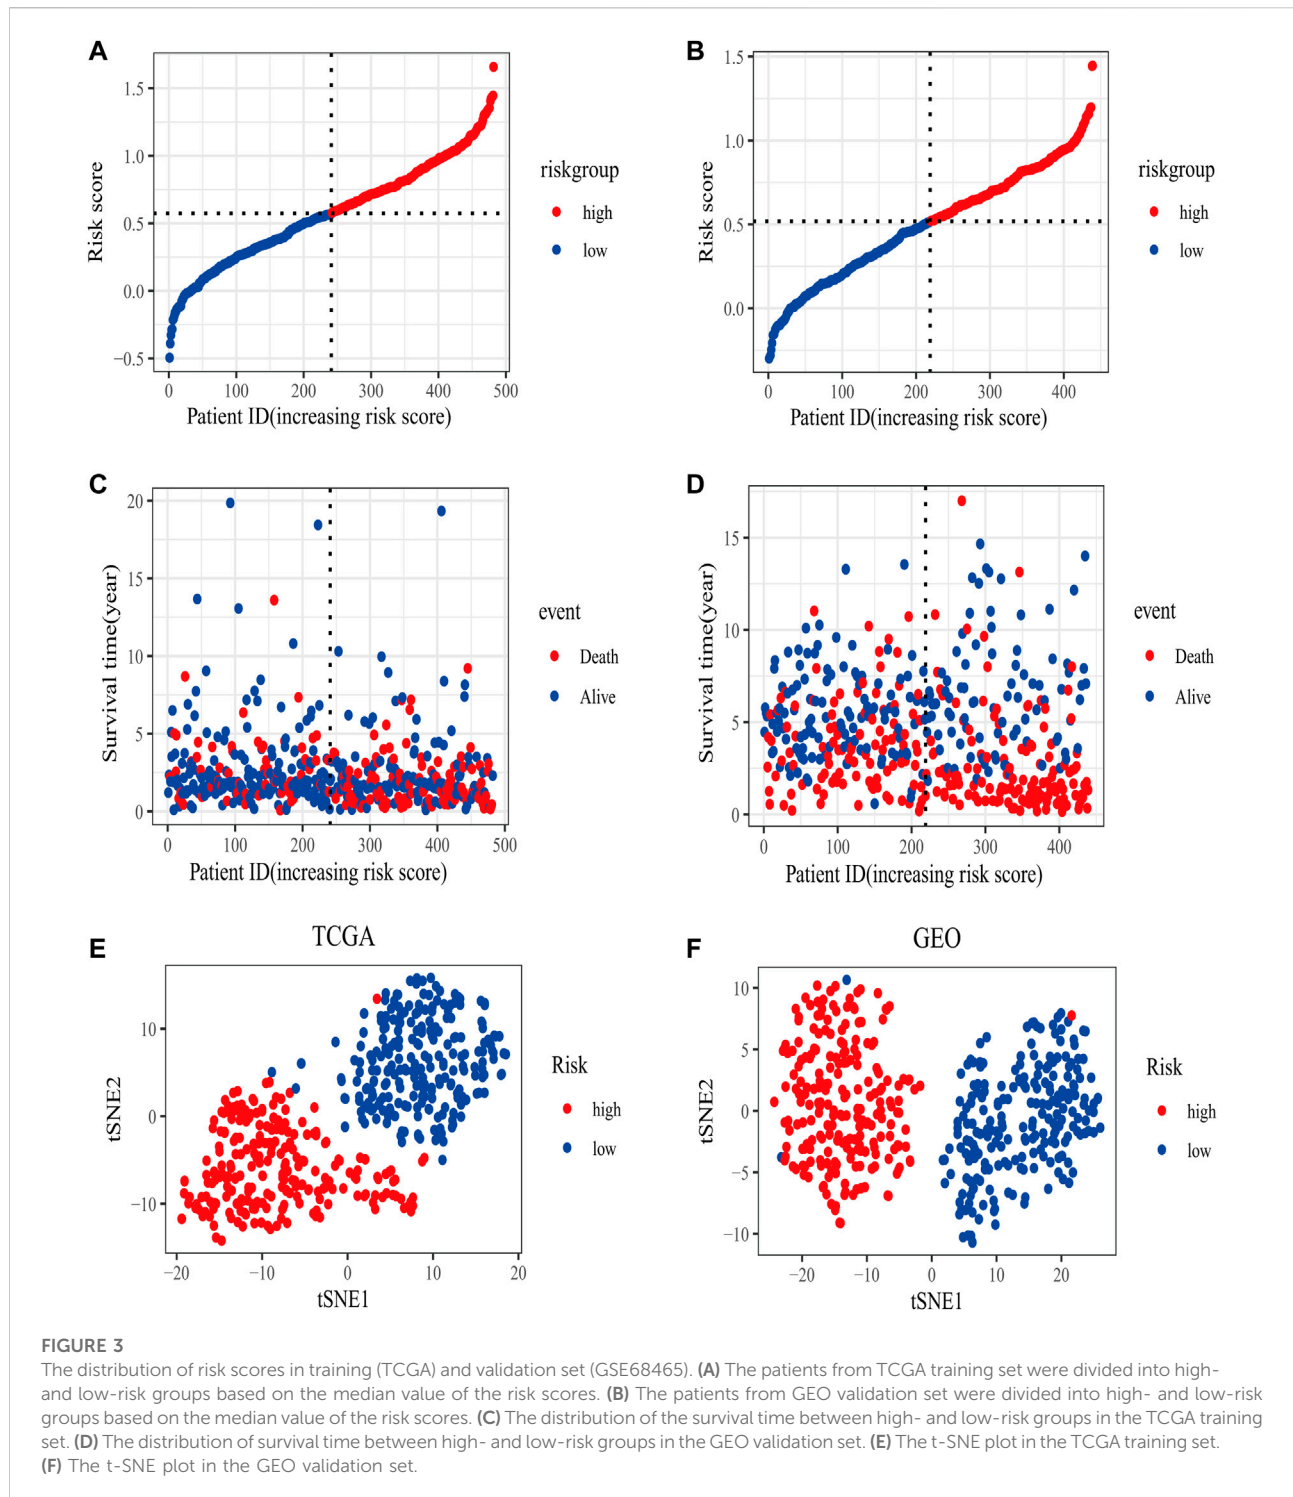 A
1.5
1.0
0.5
0.0
−0.5
Risk score
0 100 200 300 400 500
Patient ID(increasing risk score)
riskgroup
high
low
B
1.5
1.0
0.5
0.0
Risk score
0 100 200 300 400
Patient ID(increasing risk score)
riskgroup
high
low
C
20
15
10
5
0
Survival time(year)
0 100 200 300 400 500
Patient ID(increasing risk score)
event
Death
Alive
D
15
10
5
0
Survival time(year)
0 100 200 300 400
Patient ID(increasing risk score)
event
Death
Alive
E
TCGA
10
0
−10
tSNE2
−20 −10 0 10 20
tSNE1
Risk
high
low
F
GEO
10
5
0
−5
−10
tSNE2
−20 −10 0 10 20
tSNE1
Risk
high
low
FIGURE 3
The distribution of risk scores in training (TCGA) and validation set (GSE68465). (A) The patients from TCGA training set were divided into high-
and low-risk groups based on the median value of the risk scores. (B) The patients from GEO validation set were divided into high- and low-risk
groups based on the median value of the risk scores. (C) The distribution of the survival time between high- and low-risk groups in the TCGA training
set. (D) The distribution of survival time between high- and low-risk groups in the GEO validation set. (E) The t-SNE plot in the TCGA training set.
(F) The t-SNE plot in the GEO validation set.